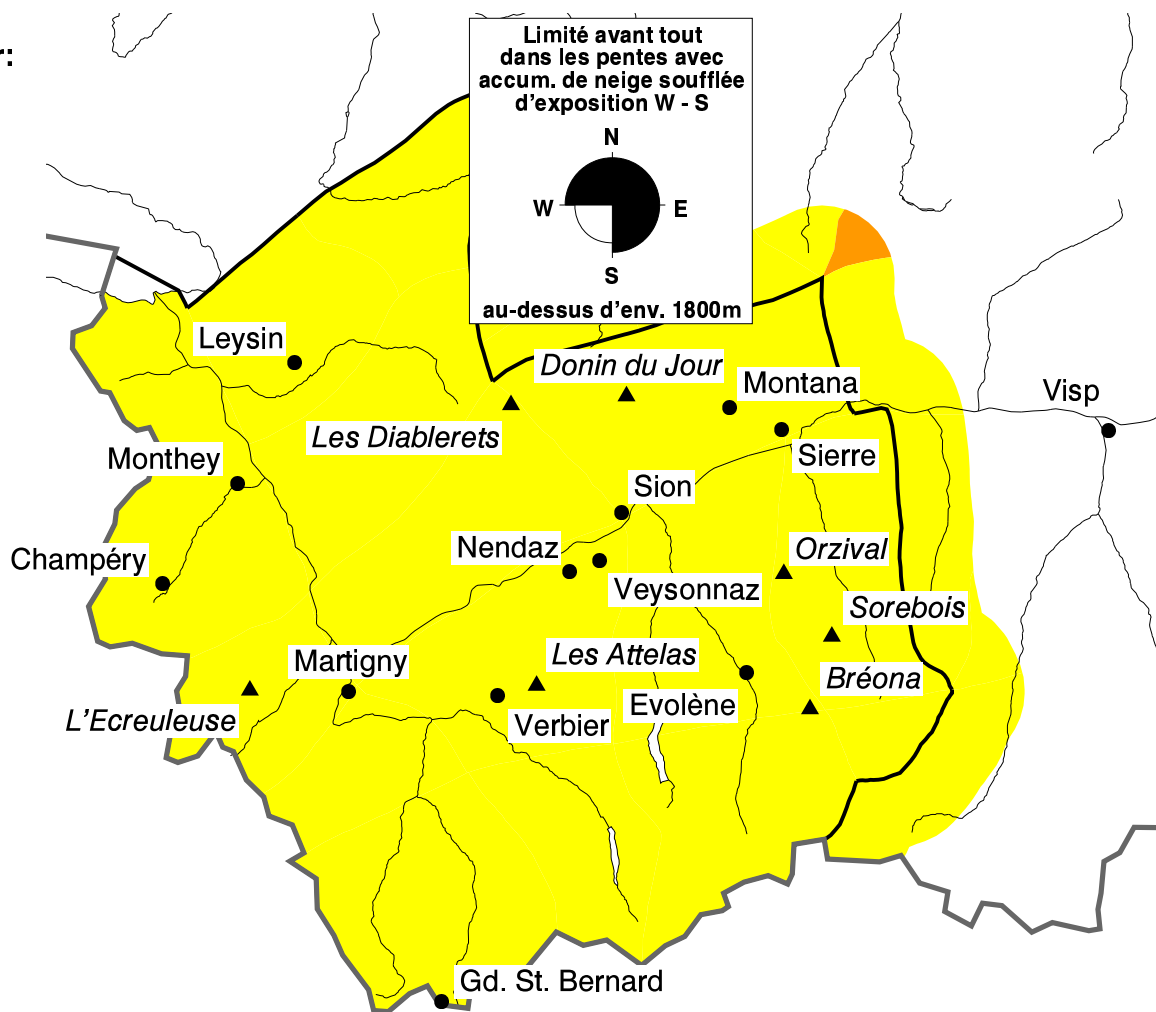 r:
Limité avant tout
dans les pentes avec
accum. de neige soufflée
d'exposition W - S
N
W
E
S
au-dessus d'env. 1800m
Leysin
Donin du Jour
Montana
Visp
Les Diablerets
Sierre
Monthey
Sion
Champéry
Nendaz
Orzival
Veysonnaz
Sorebois
Martigny
Les Attelas
Bréona
L'Ecreuleuse
Verbier
Evolène
Gd. St. Bernard